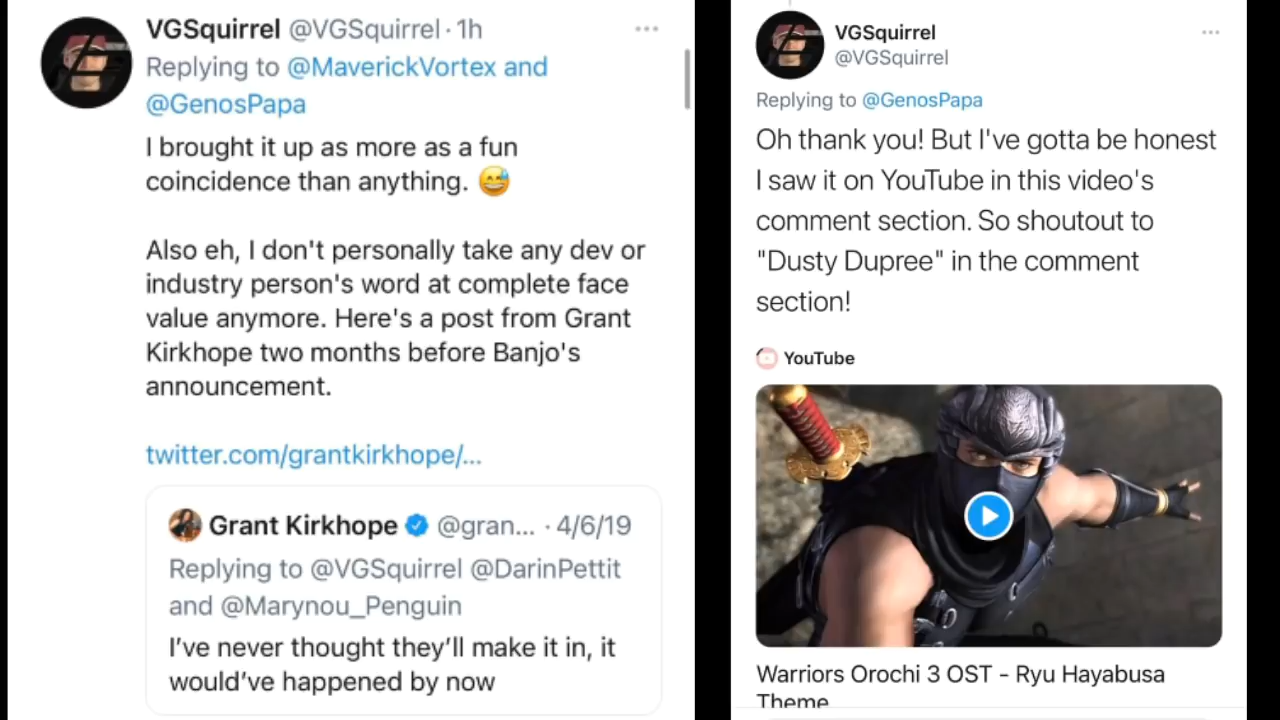 VGSquirrel @VGSquirrel · 1h
Replying to @MaverickVortex and
@GenosPapa
I brought it up as more as a fun
coincidence than anything. 😅
Also eh, I don't personally take any dev or
industry person's word at complete face
value anymore. Here's a post from Grant
Kirkhope two months before Banjo's
announcement.
twitter.com/grantkirkhope/...
Grant Kirkhope @gran... · 4/6/19
Replying to @VGSquirrel @DarinPettit
and @Marynou_Penguin
I've never thought they'll make it in, it
would've happened by now
VGSquirrel
@VGSquirrel
Replying to @GenosPapa
Oh thank you! But I've gotta be honest
I saw it on YouTube in this video's
comment section. So shoutout to
"Dusty Dupree" in the comment
section!
YouTube
Warriors Orochi 3 OST - Ryu Hayabusa
Theme